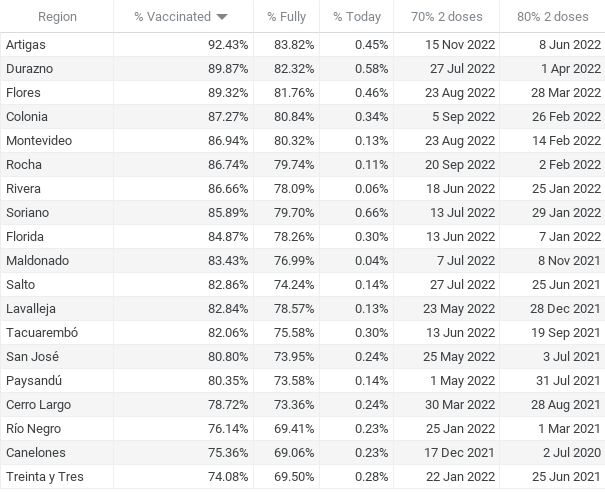 Region % Vaccinated % Fully % Today 70% 2 doses 80% 2 doses
Artigas 92.43% 83.82% 0.45% 15 Nov 2022 8 Jun 2022
Durazno 89.87% 82.32% 0.58% 27 Jul 2022 1 Apr 2022
Flores 89.32% 81.76% 0.46% 23 Aug 2022 28 Mar 2022
Colonia 87.27% 80.84% 0.34% 5 Sep 2022 26 Feb 2022
Montevideo 86.94% 80.32% 0.13% 23 Aug 2022 14 Feb 2022
Rocha 86.74% 79.74% 0.11% 20 Sep 2022 2 Feb 2022
Rivera 86.66% 78.09% 0.06% 18 Jun 2022 25 Jan 2022
Soriano 85.89% 79.70% 0.66% 13 Jul 2022 29 Jan 2022
Florida 84.87% 78.26% 0.30% 13 Jun 2022 7 Jan 2022
Maldonado 83.43% 76.99% 0.04% 7 Jul 2022 8 Nov 2021
Salto 82.86% 74.24% 0.14% 27 Jul 2022 25 Jun 2021
Lavalleja 82.84% 78.57% 0.13% 23 May 2022 28 Dec 2021
Tacuarembó 82.06% 75.58% 0.30% 13 Jun 2022 19 Sep 2021
San José 80.80% 73.95% 0.24% 25 May 2022 3 Jul 2021
Paysandú 80.35% 73.58% 0.14% 1 May 2022 31 Jul 2021
Cerro Largo 78.72% 73.36% 0.24% 30 Mar 2022 28 Aug 2021
Río Negro 76.14% 69.41% 0.23% 25 Jan 2022 1 Mar 2021
Canelones 75.36% 69.06% 0.23% 17 Dec 2021 2 Jul 2020
Treinta y Tres 74.08% 69.50% 0.28% 22 Jan 2022 25 Jun 2021